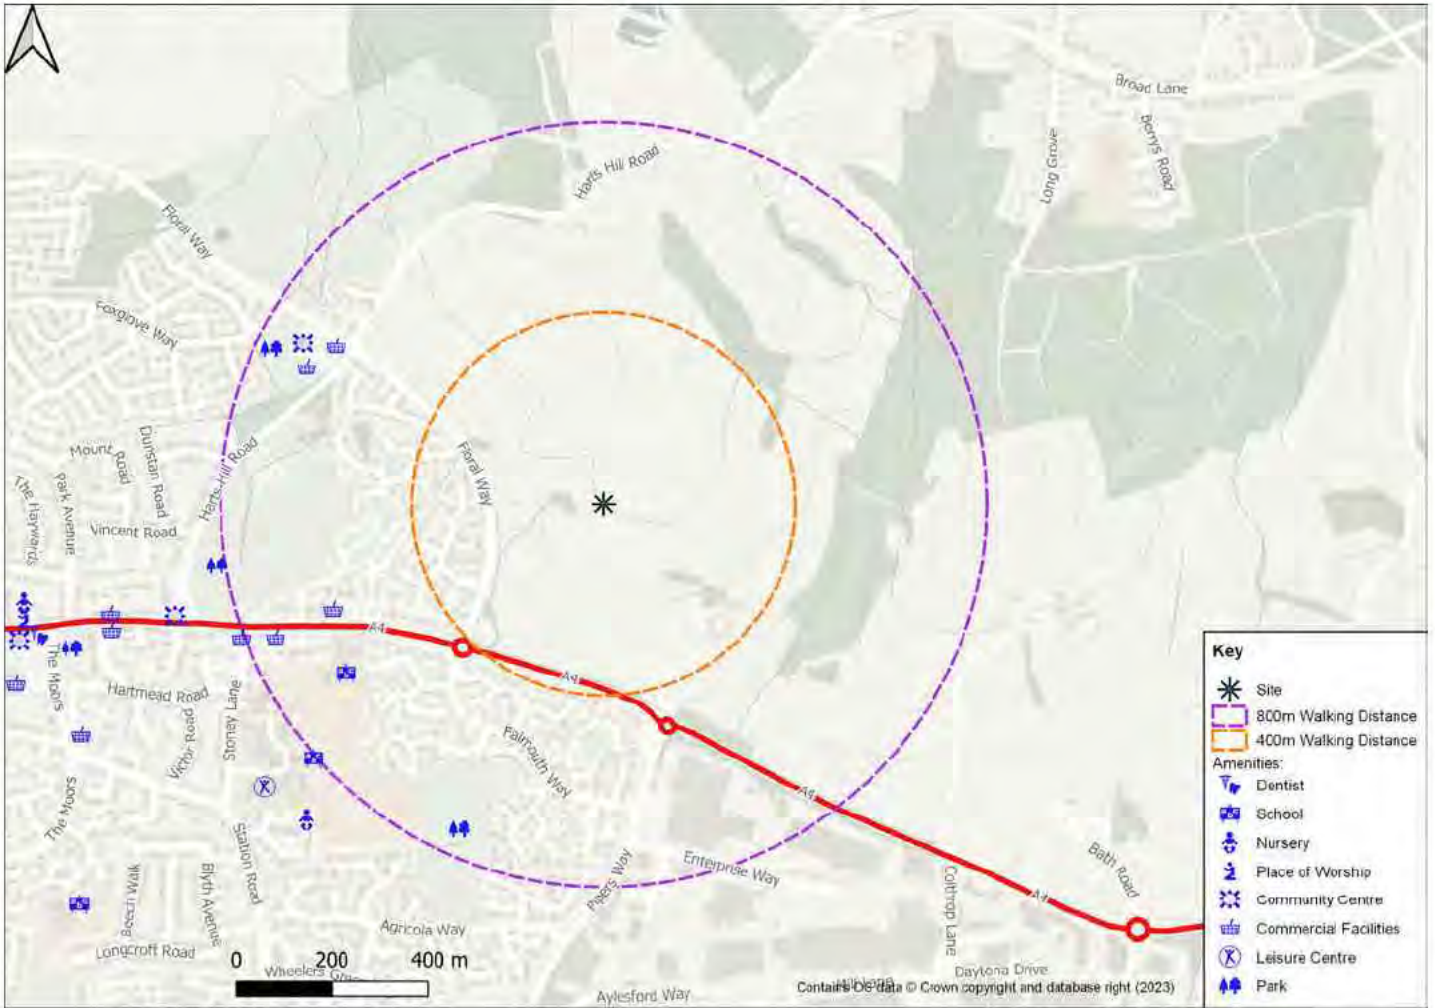 Broad Lane
Berrys Road
Long Grove
Harts Hill Road
Floral Way
Foxglove Way
Dunstan Road
Mount Road
Park Avenue
The Haywards
Harts Hill Road
Vincent Road
Floral Way
A4
A4
The Moors
Hartmead Road
Victor Road
Stoney Lane
Falmouth Way
A4
The Moors
Station Road
Beech Walk
Blyth Avenue
Pipers Way
Enterprise Way
Colthrop Lane
Bath Road
A4
Agricola Way
Longcroft Road
0 200 400 m
Wheelers Green
Aylesford Way
Daytona Drive
Contains OS data © Crown copyright and database right (2023)
Key
Site
800m Walking Distance
400m Walking Distance
Amenities:
Dentist
School
Nursery
Place of Worship
Community Centre
Commercial Facilities
Leisure Centre
Park